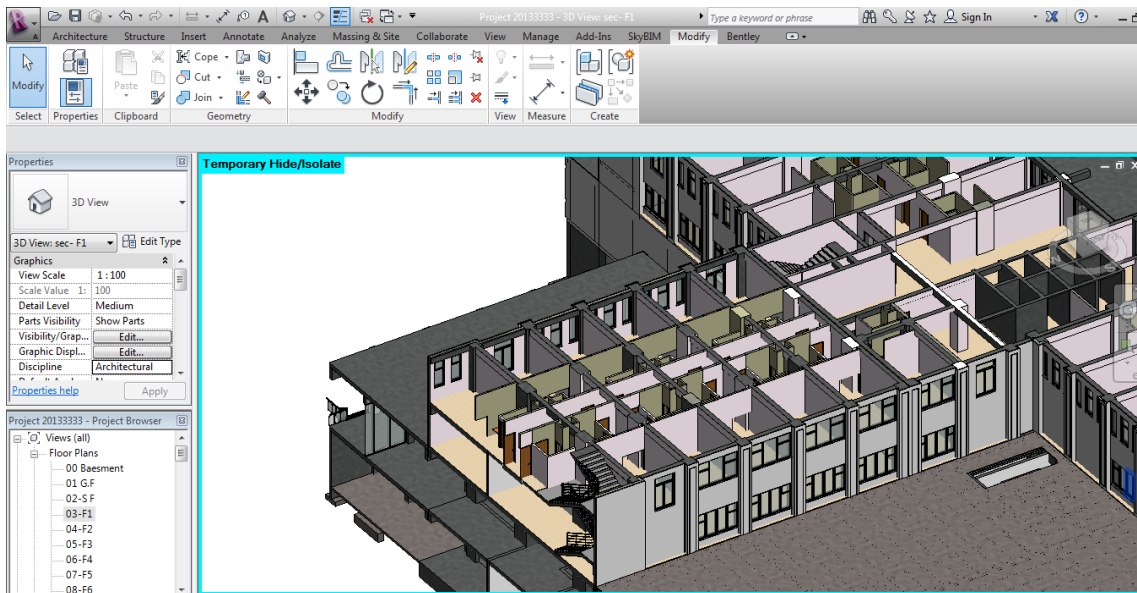 Project 20133333 - 3D View: sec- F1
Type a keyword or phrase
Sign In
Architecture Structure Insert Annotate Analyze Massing & Site Collaborate View Manage Add-Ins SkyBIM Modify Bentley
Cope
Cut
Join
Modify
Paste
Select Properties Clipboard Geometry Modify View Measure Create
Properties
Temporary Hide/Isolate
3D View
3D View: sec- F1 Edit Type
Graphics
View Scale 1 : 100
Scale Value 1: 100
Detail Level Medium
Parts Visibility Show Parts
Visibility/Grap... Edit...
Graphic Displ... Edit...
Discipline Architectural
Properties help Apply
Project 20133333 - Project Browser
Views (all)
Floor Plans
00 Baesment
01 G.F
02-S F
03-F1
04-F2
05-F3
06-F4
07-F5
08-F6